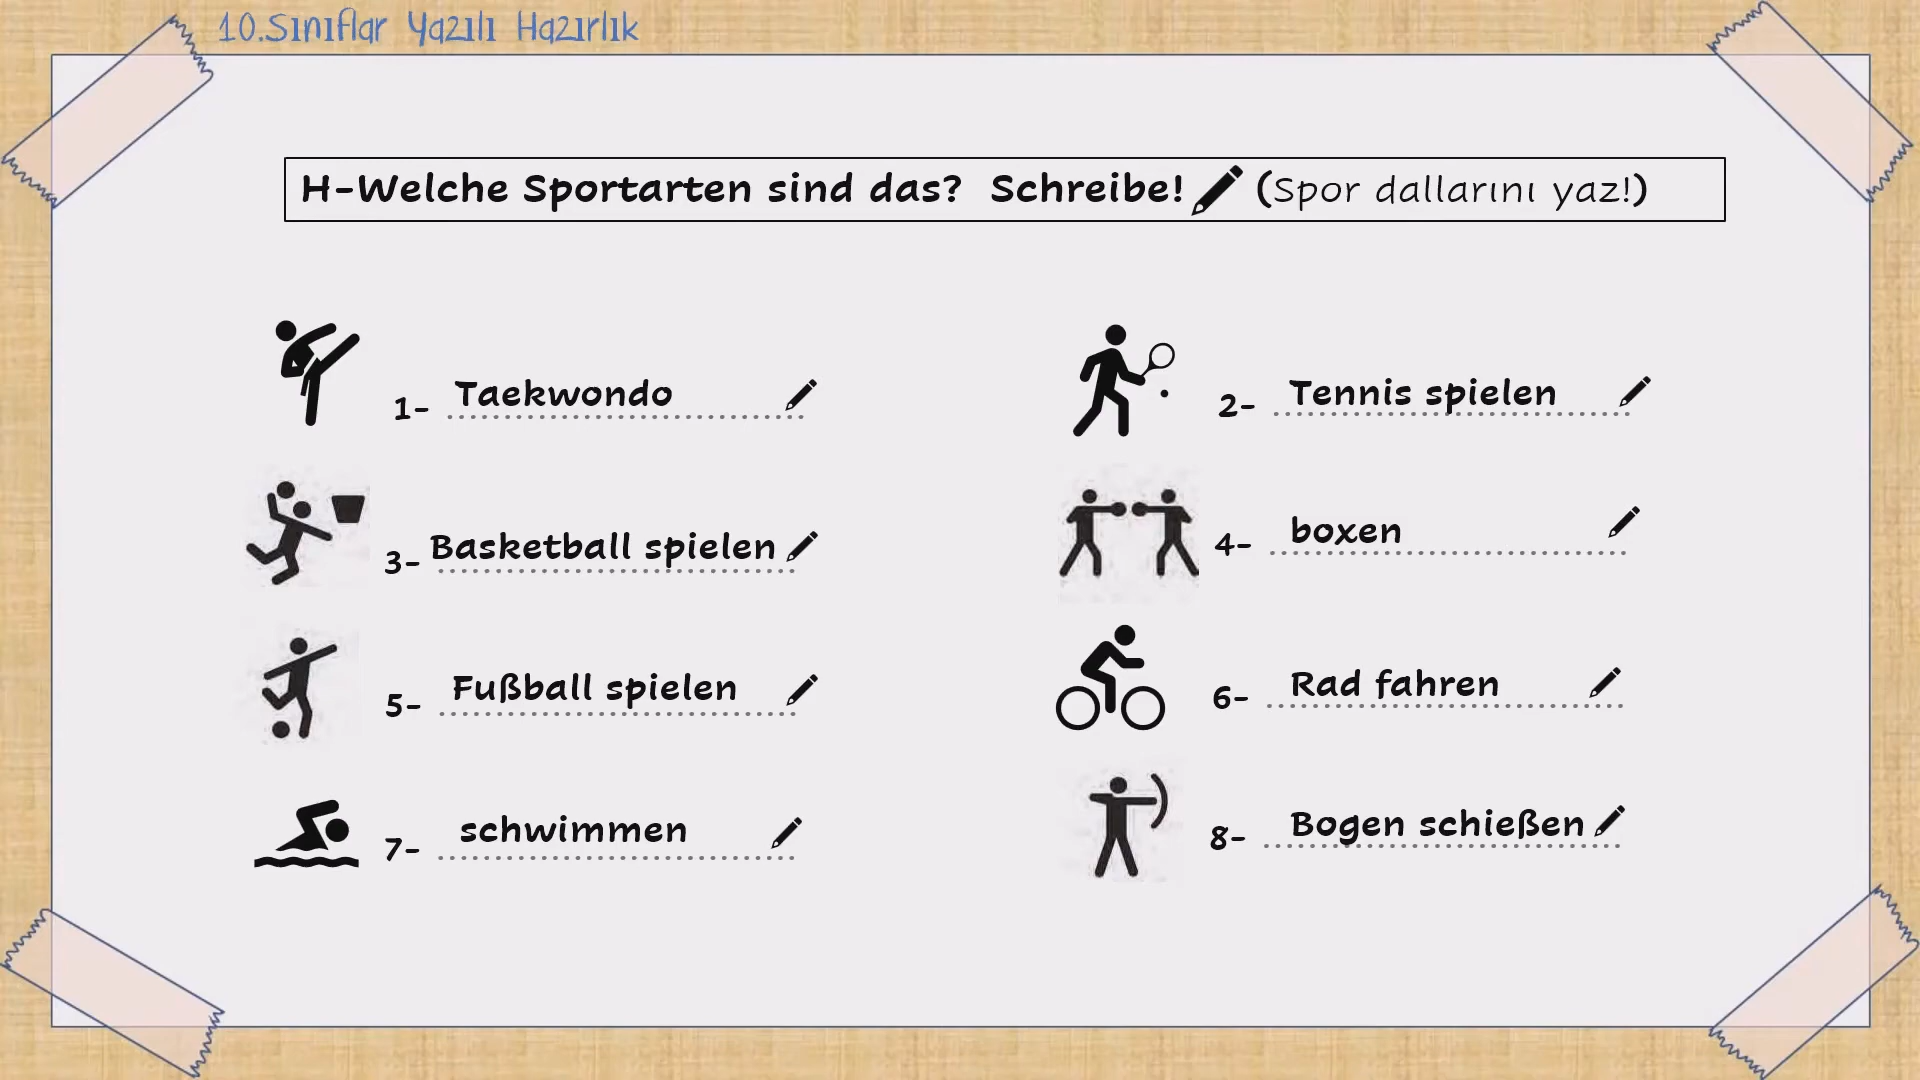 10.Sınıflar Yazılı Hazırlık
H-Welche Sportarten sind das? Schreibe! (Spor dallarını yaz!)
1- Taekwondo
2- Tennis spielen
3- Basketball spielen
4- boxen
5- Fußball spielen
6- Rad fahren
7- schwimmen
8- Bogen schießen